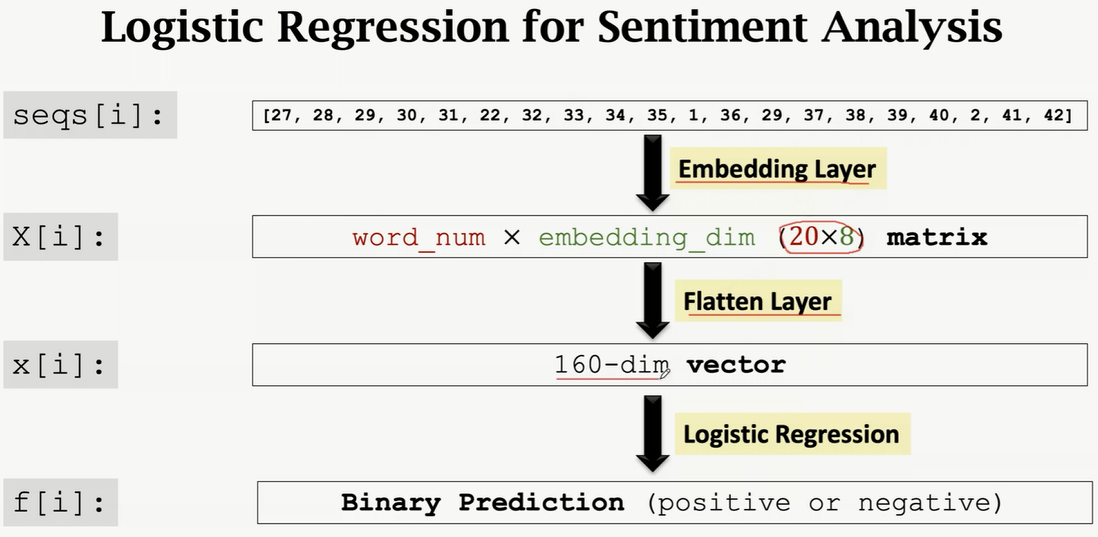 Logistic Regression for Sentiment Analysis
seqs[i]: [27, 28, 29, 30, 31, 22, 32, 33, 34, 35, 1, 36, 29, 37, 38, 39, 40, 2, 41, 42]
Embedding Layer
X[i]: word_num × embedding_dim (20×8) matrix
Flatten Layer
x[i]: 160-dim vector
Logistic Regression
f[i]: Binary Prediction (positive or negative)